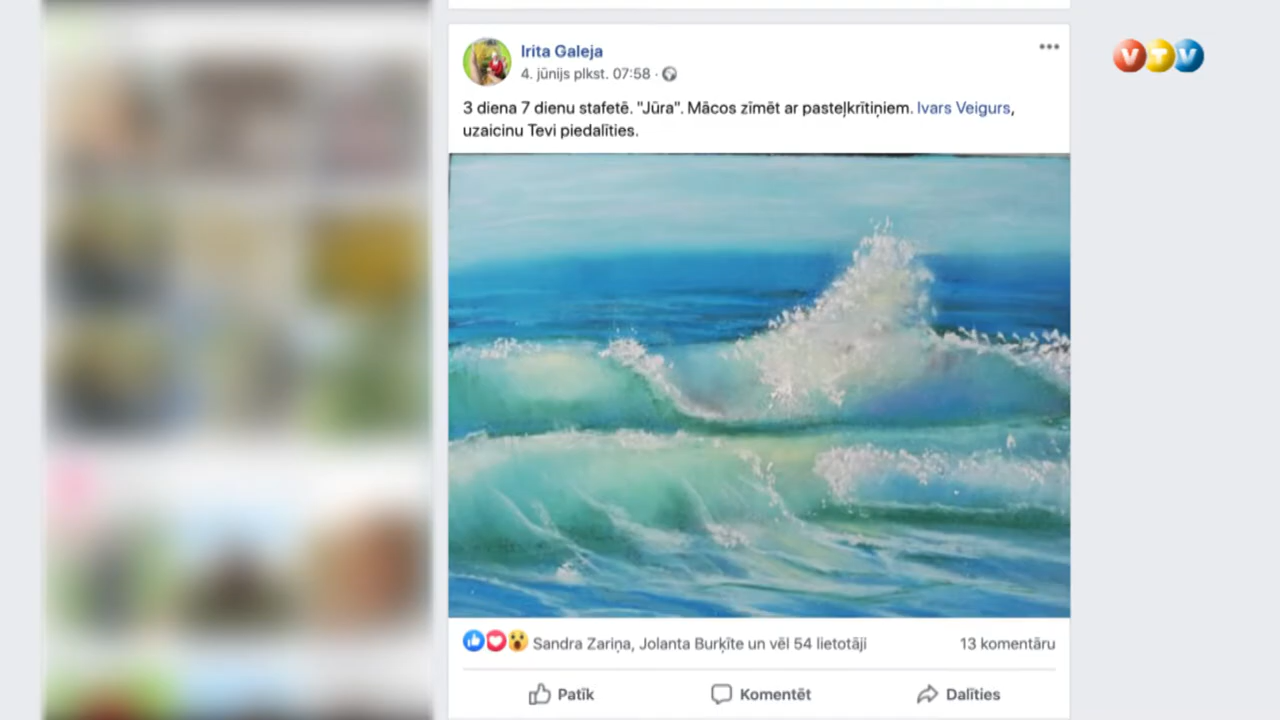 Irita Galeja
4. jūnijs plkst. 07:58 ·
3 diena 7 dienu stafetē. "Jūra". Mācos zīmēt ar pasteļkrītiņiem. Ivars Veigurs,
uzaicinu Tevi piedalīties.
Sandra Zariņa, Jolanta Burķīte un vēl 54 lietotāji
13 komentāru
Patīk
Komentēt
Dalīties
VTV